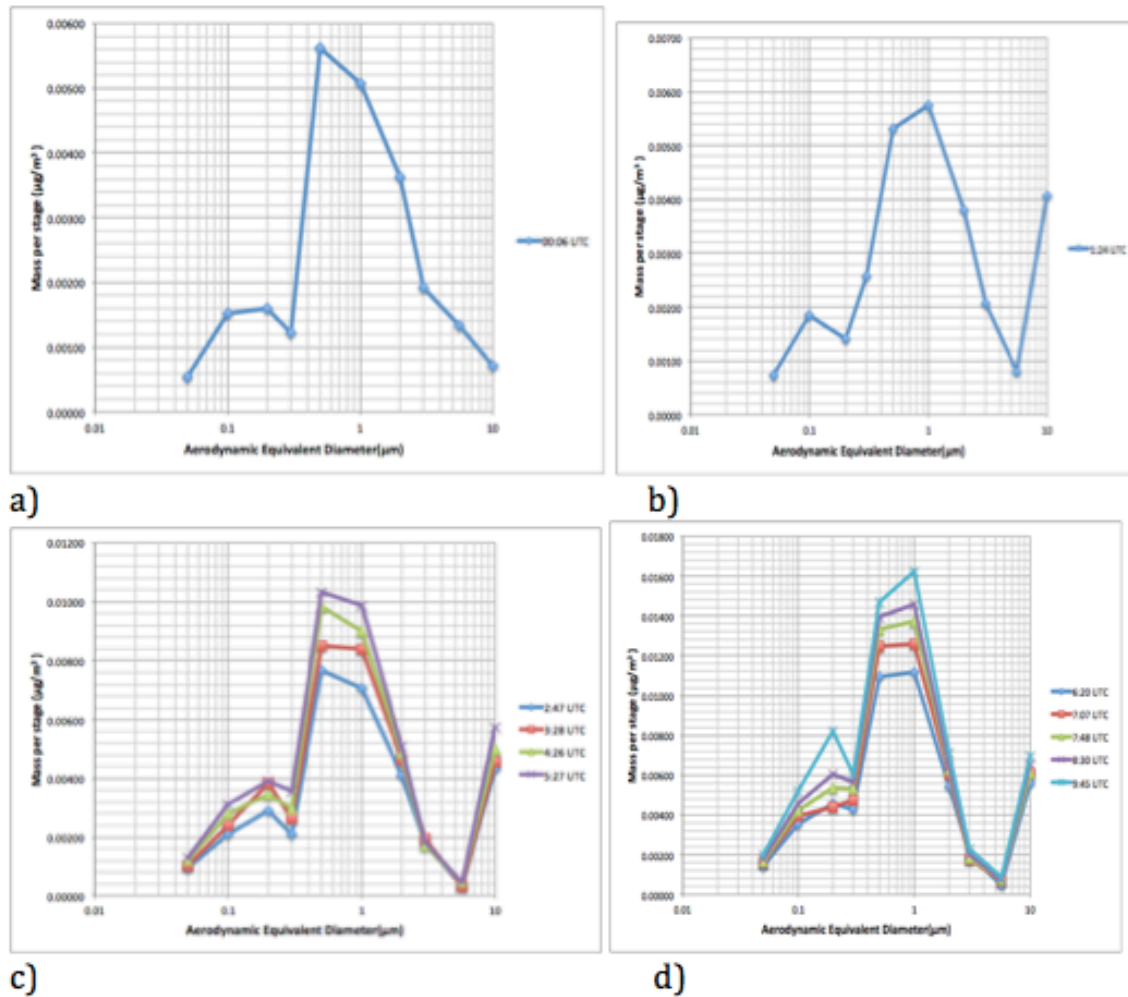 0.00600
0.00500
0.00400
0.00300
0.00200
0.00100
0.00000
Mass per stage (µg/m³)
0.01 0.1 1 10
Aerodynamic Equivalent Diameter(µm)
00:06 UTC
a)
0.00700
0.00600
0.00500
0.00400
0.00300
0.00200
0.00100
0.00000
Mass per stage (µg/m³)
0.01 0.1 1 10
Aerodynamic Equivalent Diameter(µm)
1:24 UTC
b)
0.01200
0.01000
0.00800
0.00600
0.00400
0.00200
0.00000
Mass per stage (µg/m³)
0.01 0.1 1 10
Aerodynamic Equivalent Diameter(µm)
2:47 UTC
3:28 UTC
4:26 UTC
5:27 UTC
c)
0.01800
0.01600
0.01400
0.01200
0.01000
0.00800
0.00600
0.00400
0.00200
0.00000
Mass per stage (µg/m³)
0.01 0.1 1 10
Aerodynamic Equivalent Diameter(µm)
6:20 UTC
7:07 UTC
7:48 UTC
8:30 UTC
9:45 UTC
d)